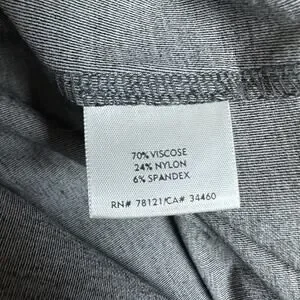 70% VISCOSE
24% NYLON
6% SPANDEX
RN# 78121/CA# 34460